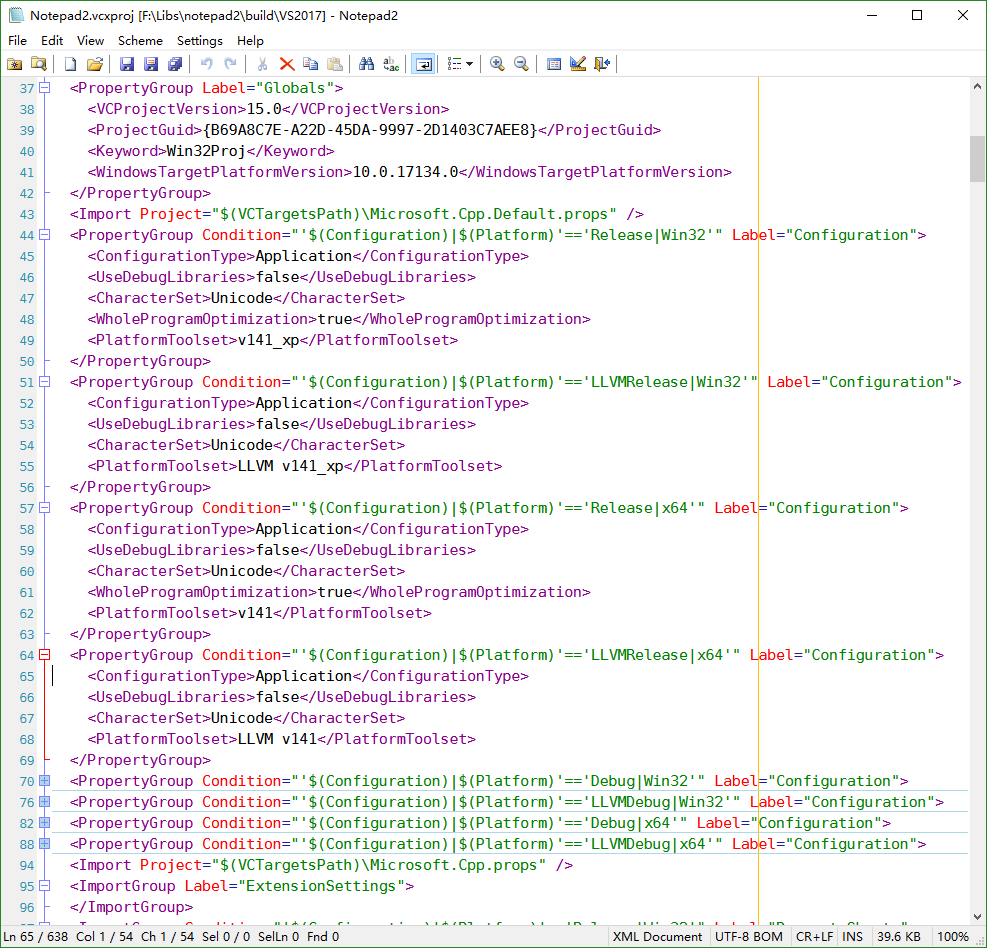 Notepad2.vcxproj [F:\Libs\notepad2\build\VS2017] - Notepad2
File Edit View Scheme Settings Help
37 <PropertyGroup Label="Globals">
38 <VCProjectVersion>15.0</VCProjectVersion>
39 <ProjectGuid>{B69A8C7E-A22D-45DA-9997-2D1403C7AEE8}</ProjectGuid>
40 <Keyword>Win32Proj</Keyword>
41 <WindowsTargetPlatformVersion>10.0.17134.0</WindowsTargetPlatformVersion>
42 </PropertyGroup>
43 <Import Project="$(VCTargetsPath)\Microsoft.Cpp.Default.props" />
44 <PropertyGroup Condition="'$(Configuration)|$(Platform)'=='Release|Win32'" Label="Configuration">
45 <ConfigurationType>Application</ConfigurationType>
46 <UseDebugLibraries>false</UseDebugLibraries>
47 <CharacterSet>Unicode</CharacterSet>
48 <WholeProgramOptimization>true</WholeProgramOptimization>
49 <PlatformToolset>v141_xp</PlatformToolset>
50 </PropertyGroup>
51 <PropertyGroup Condition="'$(Configuration)|$(Platform)'=='LLVMRelease|Win32'" Label="Configuration">
52 <ConfigurationType>Application</ConfigurationType>
53 <UseDebugLibraries>false</UseDebugLibraries>
54 <CharacterSet>Unicode</CharacterSet>
55 <PlatformToolset>LLVM v141_xp</PlatformToolset>
56 </PropertyGroup>
57 <PropertyGroup Condition="'$(Configuration)|$(Platform)'=='Release|x64'" Label="Configuration">
58 <ConfigurationType>Application</ConfigurationType>
59 <UseDebugLibraries>false</UseDebugLibraries>
60 <CharacterSet>Unicode</CharacterSet>
61 <WholeProgramOptimization>true</WholeProgramOptimization>
62 <PlatformToolset>v141</PlatformToolset>
63 </PropertyGroup>
64 <PropertyGroup Condition="'$(Configuration)|$(Platform)'=='LLVMRelease|x64'" Label="Configuration">
65 <ConfigurationType>Application</ConfigurationType>
66 <UseDebugLibraries>false</UseDebugLibraries>
67 <CharacterSet>Unicode</CharacterSet>
68 <PlatformToolset>LLVM v141</PlatformToolset>
69 </PropertyGroup>
70 <PropertyGroup Condition="'$(Configuration)|$(Platform)'=='Debug|Win32'" Label="Configuration">
76 <PropertyGroup Condition="'$(Configuration)|$(Platform)'=='LLVMDebug|Win32'" Label="Configuration">
82 <PropertyGroup Condition="'$(Configuration)|$(Platform)'=='Debug|x64'" Label="Configuration">
88 <PropertyGroup Condition="'$(Configuration)|$(Platform)'=='LLVMDebug|x64'" Label="Configuration">
94 <Import Project="$(VCTargetsPath)\Microsoft.Cpp.props" />
95 <ImportGroup Label="ExtensionSettings">
96 </ImportGroup>
Ln 65 / 638 Col 1 / 54 Ch 1 / 54 Sel 0 / 0 SelLn 0 Fnd 0 XML Document UTF-8 BOM CR+LF INS 39.6 KB 100%